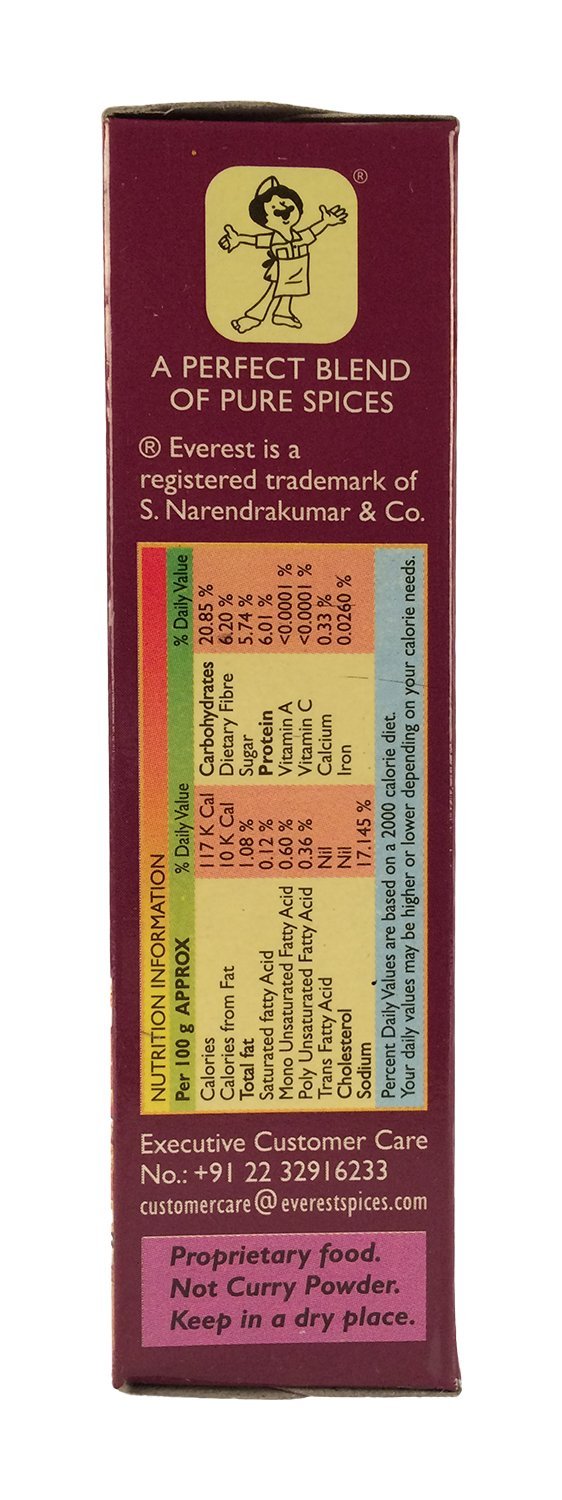 ®
A PERFECT BLEND
OF PURE SPICES
® Everest is a
registered trademark of
S. Narendrakumar & Co.
NUTRITION INFORMATION
Per 100 g APPROX % Daily Value % Daily Value
Calories 117 K Cal Carbohydrates 20.85 %
Calories from Fat 10 K Cal Dietary Fibre 6.20 %
Total fat 1.08 % Sugar 5.74 %
Saturated fatty Acid 0.12 % Protein 6.01 %
Mono Unsaturated Fatty Acid 0.60 % Vitamin A <0.0001 %
Poly Unsaturated Fatty Acid 0.36 % Vitamin C <0.0001 %
Trans Fatty Acid Nil Calcium 0.33 %
Cholesterol Nil Iron 0.0260 %
Sodium 17.145 %
Percent Daily Values are based on a 2000 calorie diet.
Your daily values may be higher or lower depending on your calorie needs.
Executive Customer Care
No.: +91 22 32916233
customercare@everestspices.com
Proprietary food.
Not Curry Powder.
Keep in a dry place.